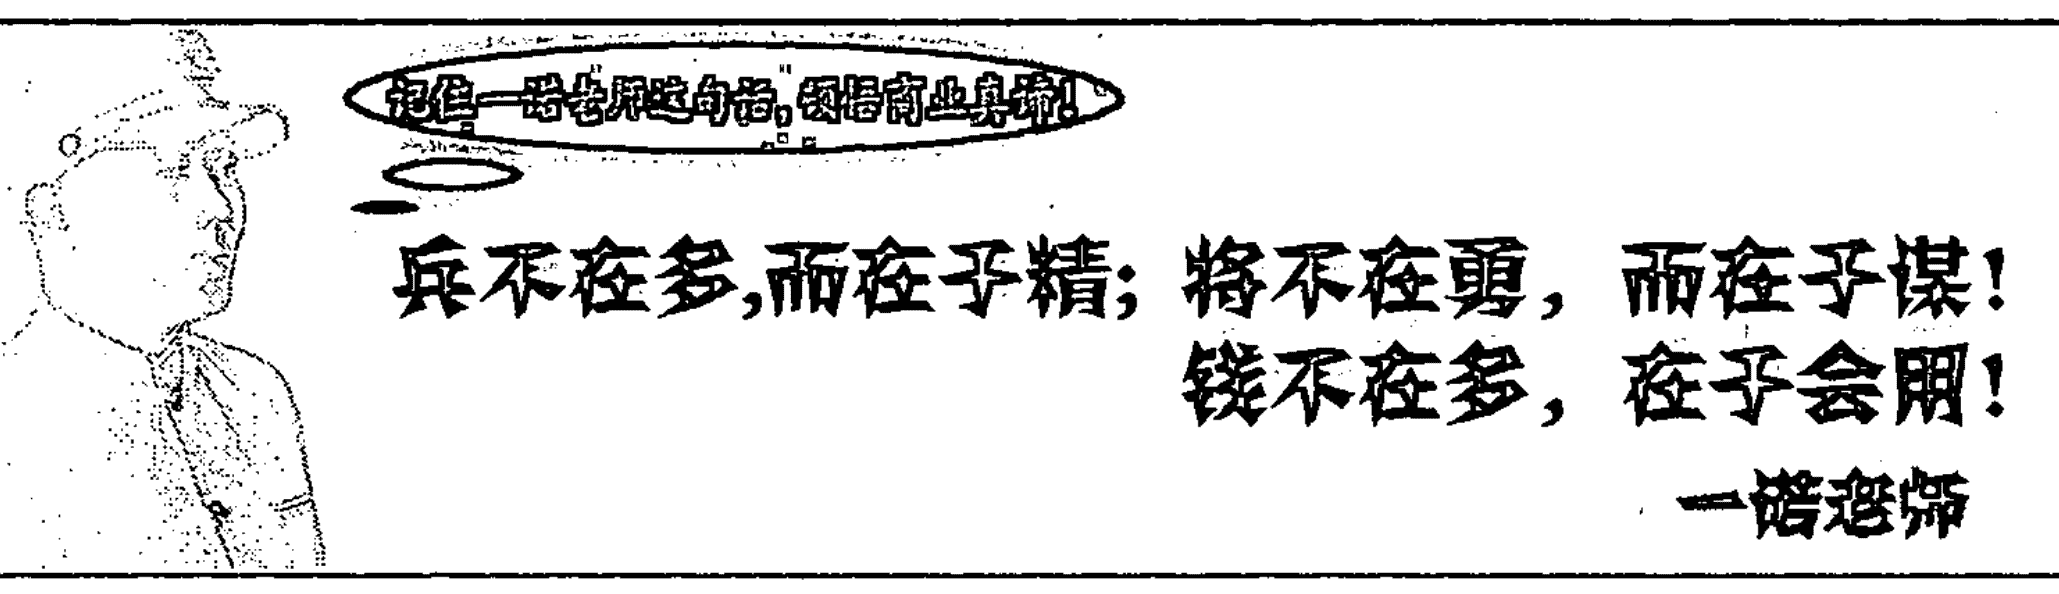 记住一诺老师这句话,领悟商业真谛!
兵不在多,而在于精; 将不在勇, 而在于谋!
钱不在多, 在于会用!
一诺老师